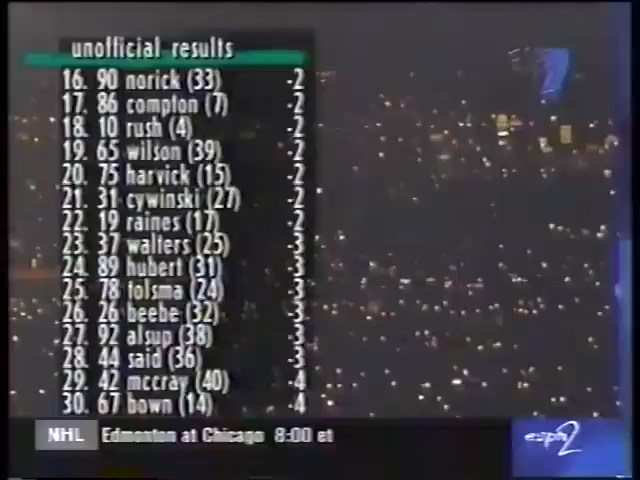 unofficial results
16. 90 norick (33) -2
17. 86 compton (7) -2
18. 10 rush (4) -2
19. 65 wilson (39) -2
20. 75 harvick (15) -2
21. 31 cywinski (27) -2
22. 19 raines (17) -2
23. 37 walters (25) -3
24. 89 hubert (31) -3
25. 78 tolsma (24) -3
26. 26 beebe (32) -3
27. 92 alsup (38) -3
28. 44 said (36) -3
29. 42 mccray (40) -4
30. 67 bown (14) -4
NHL Edmonton at Chicago 8:00 et
espn2